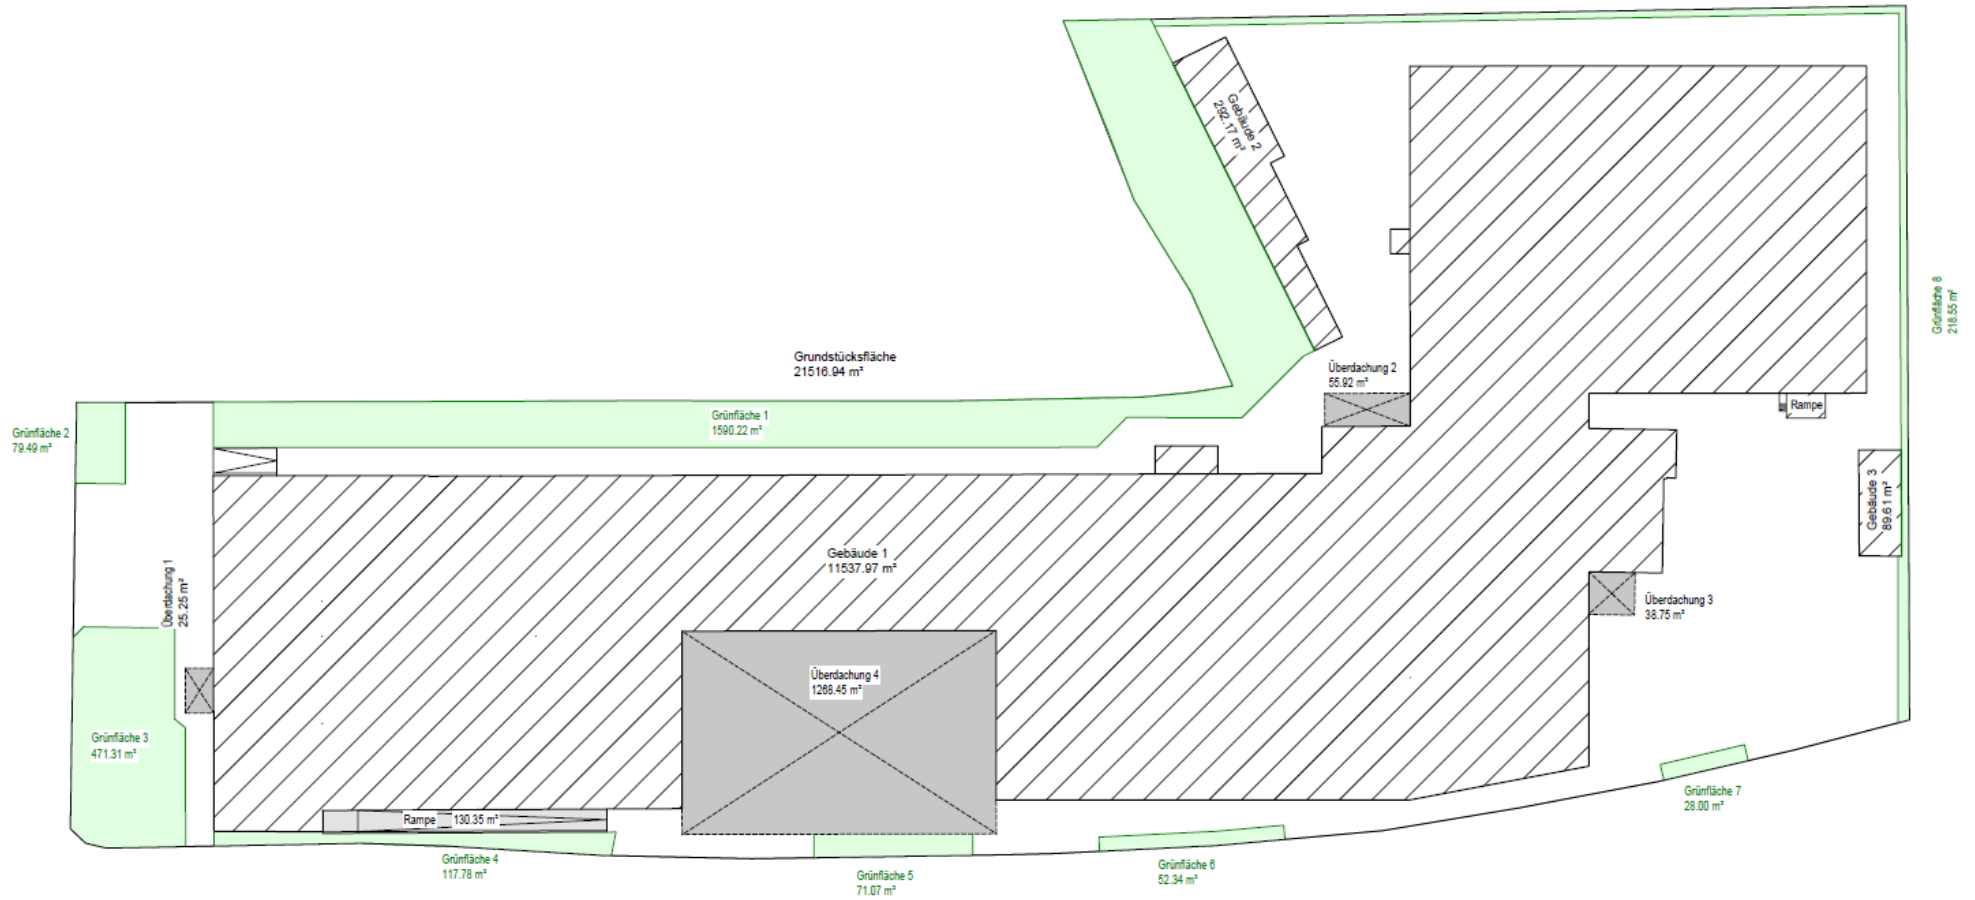 Gebäude 2
292.17 m²
Grünfläche 8
218.55 m²
Grundstücksfläche
21516.94 m²
Überdachung 2
55.92 m²
Rampe
Grünfläche 1
1590.22 m²
Grünfläche 2
79.49 m²
Gebäude 3
89.61 m²
Gebäude 1
11537.97 m²
Überdachung 1
25.25 m²
Überdachung 3
38.75 m²
Überdachung 4
1268.45 m²
Grünfläche 3
471.31 m²
Grünfläche 7
28.00 m²
Rampe 130.35 m²
Grünfläche 4
117.78 m²
Grünfläche 5
71.07 m²
Grünfläche 6
52.34 m²